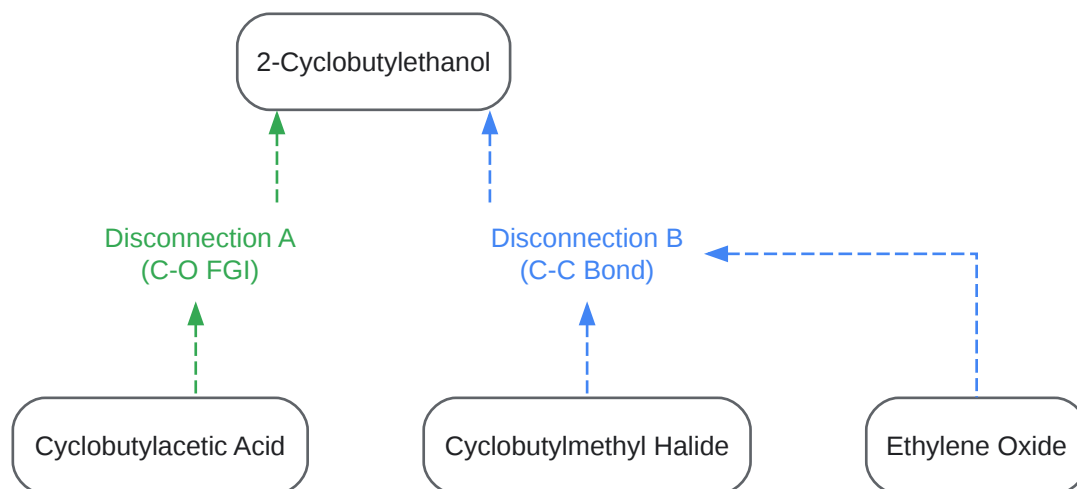 2-Cyclobutylethanol
Disconnection A
(C-O FGI)
Disconnection B
(C-C Bond)
Cyclobutylacetic Acid
Cyclobutylmethyl Halide
Ethylene Oxide